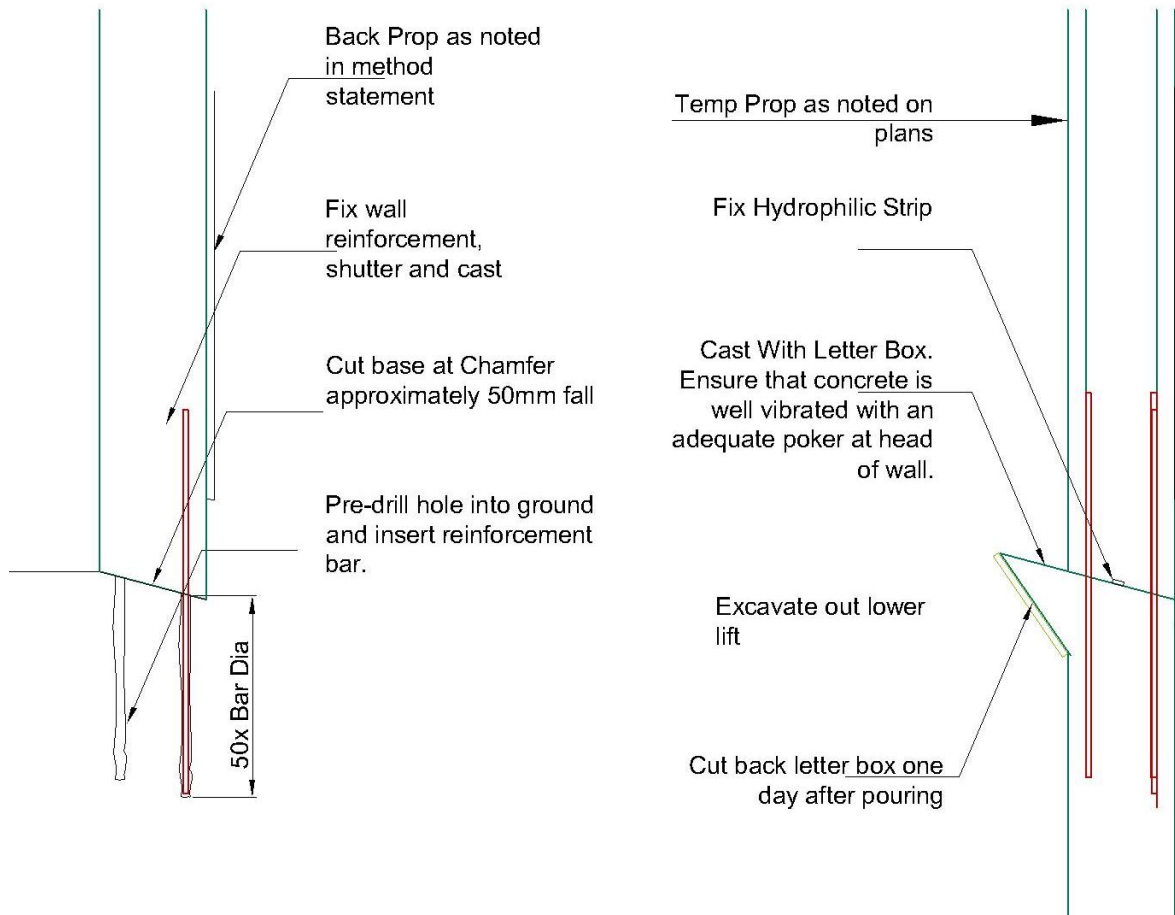 Back Prop as noted
in method
statement
Fix wall
reinforcement,
shutter and cast
Cut base at Chamfer
approximately 50mm fall
Pre-drill hole into ground
and insert reinforcement
bar.
50x Bar Dia
Temp Prop as noted on
plans
Fix Hydrophilic Strip
Cast With Letter Box.
Ensure that concrete is
well vibrated with an
adequate poker at head
of wall.
Excavate out lower
lift
Cut back letter box one
day after pouring